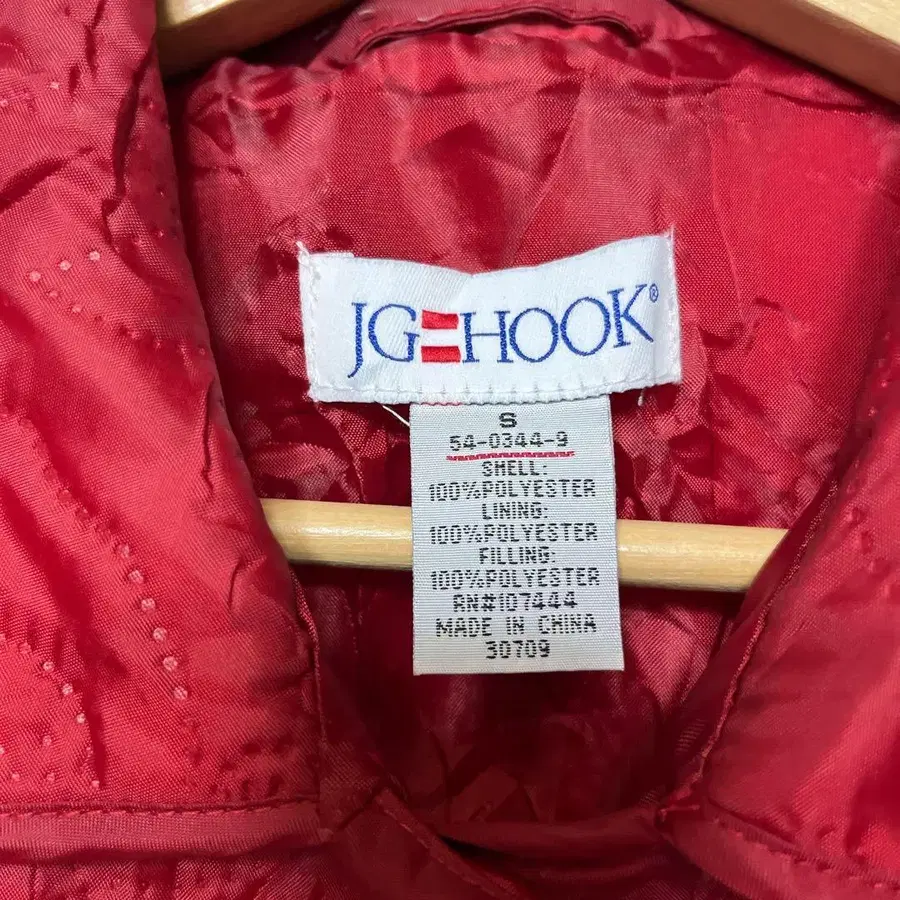 JG HOOK®
S
54-0344-9
SHELL:
100%POLYESTER
LINING:
100%POLYESTER
FILLING:
100%POLYESTER
RN#107444
MADE IN CHINA
30709